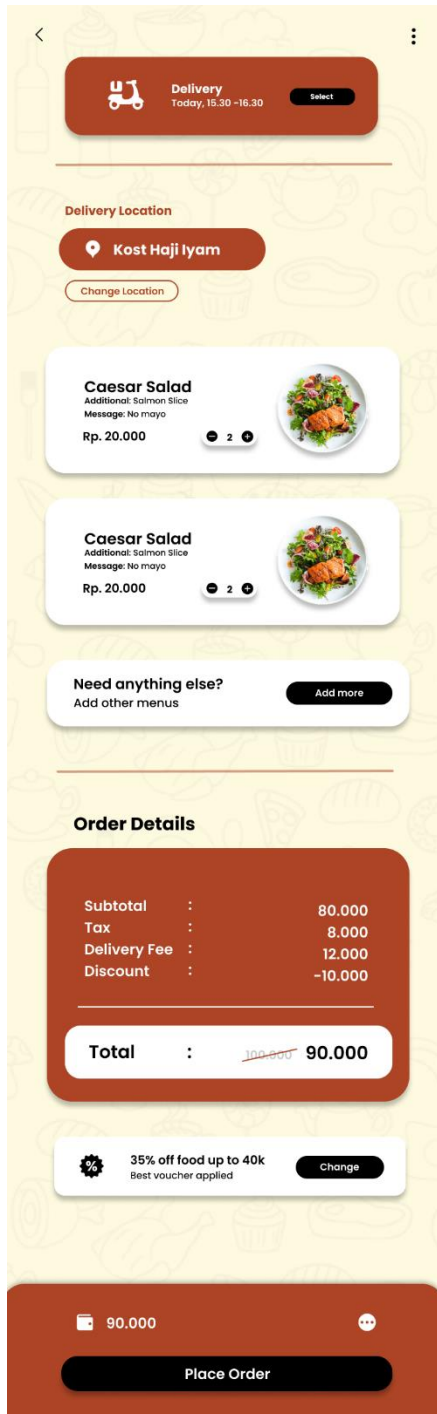 Delivery
Today, 15.30 -16.30
Select
Delivery Location
Kost Haji Iyam
Change Location
Caesar Salad
Additional: Salmon Slice
Message: No mayo
Rp. 20.000
2
Caesar Salad
Additional: Salmon Slice
Message: No mayo
Rp. 20.000
2
Need anything else?
Add other menus
Add more
Order Details
Subtotal : 80.000
Tax : 8.000
Delivery Fee : 12.000
Discount : -10.000
Total : 100.000 90.000
%
35% off food up to 40k
Best voucher applied
Change
90.000
Place Order